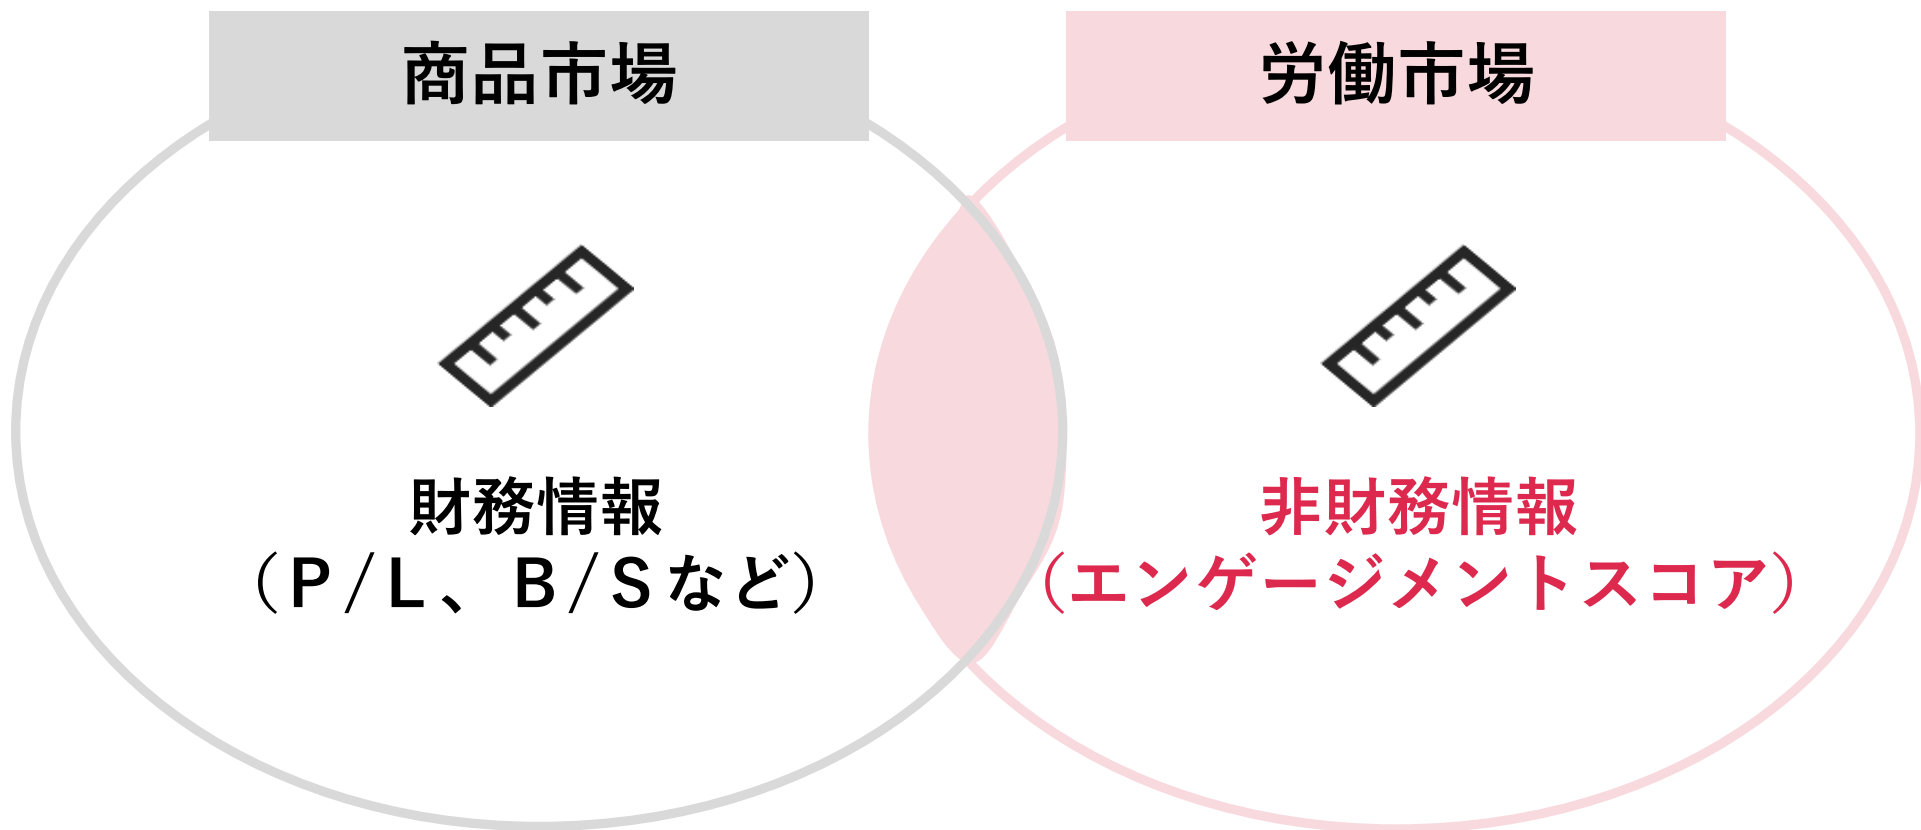 商品市場
労働市場
財務情報
（P/L、B/Sなど）
非財務情報
（エンゲージメントスコア）